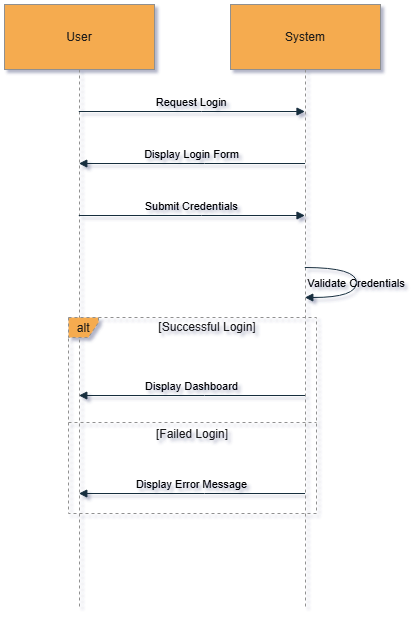 User
System
Request Login
Display Login Form
Submit Credentials
Validate Credentials
alt
[Successful Login]
Display Dashboard
[Failed Login]
Display Error Message